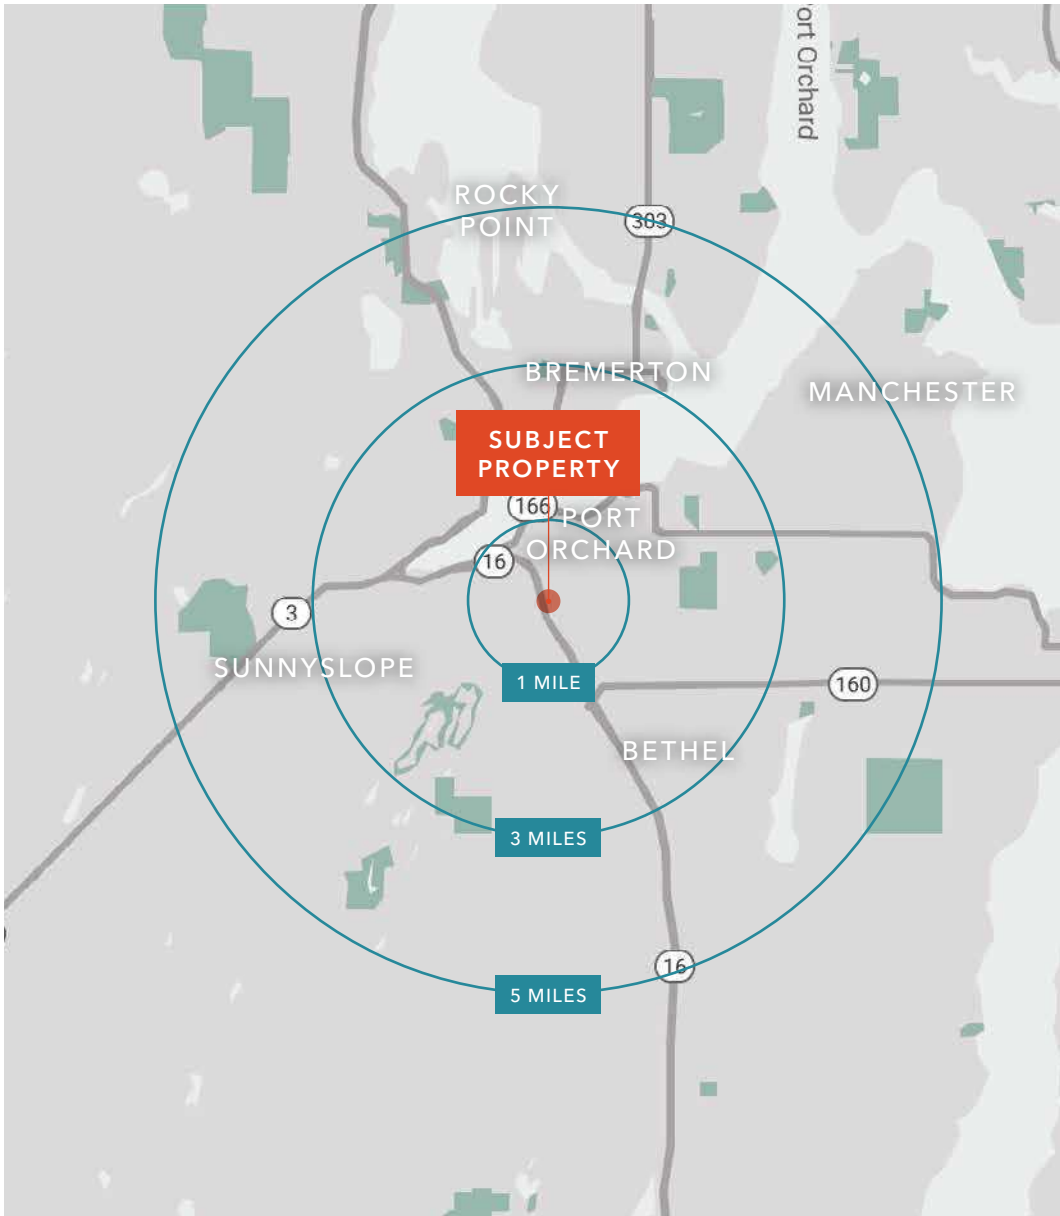 ort Orchard
ROCKY
POINT
303
BREMERTON
MANCHESTER
SUBJECT
PROPERTY
166
PORT
ORCHARD
16
3
SUNNYSLOPE
1 MILE
160
BETHEL
3 MILES
16
5 MILES